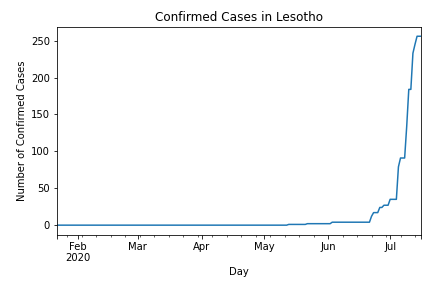 Confirmed Cases in Lesotho
Number of Confirmed Cases
250
200
150
100
50
0
Feb Mar Apr May Jun Jul
2020
Day